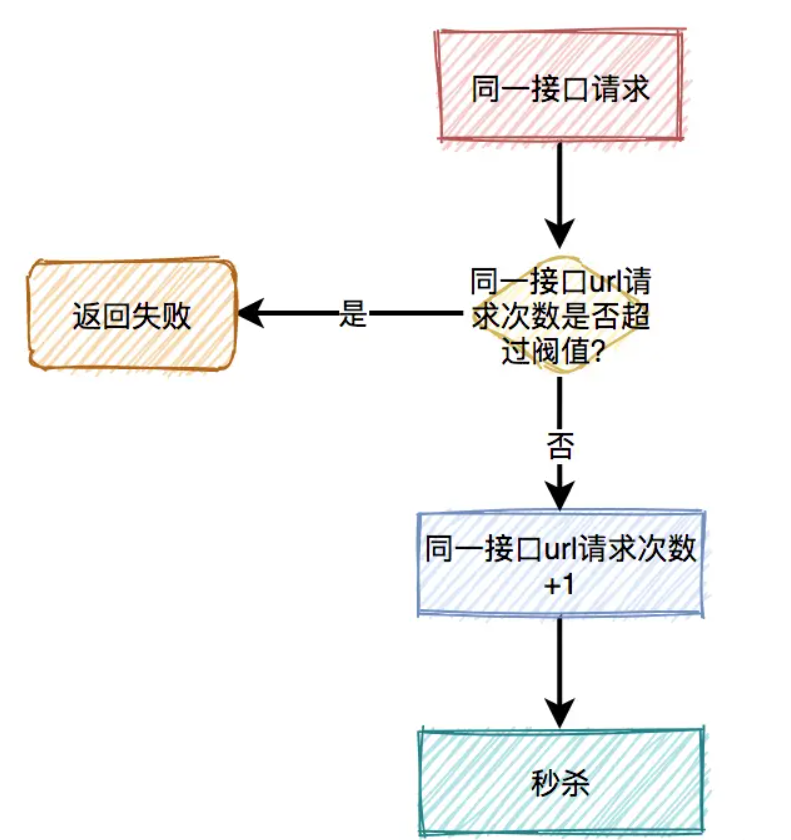 同一接口请求
同一接口url请
求次数是否超
过阀值?
是
返回失败
否
同一接口url请求次数
+1
秒杀